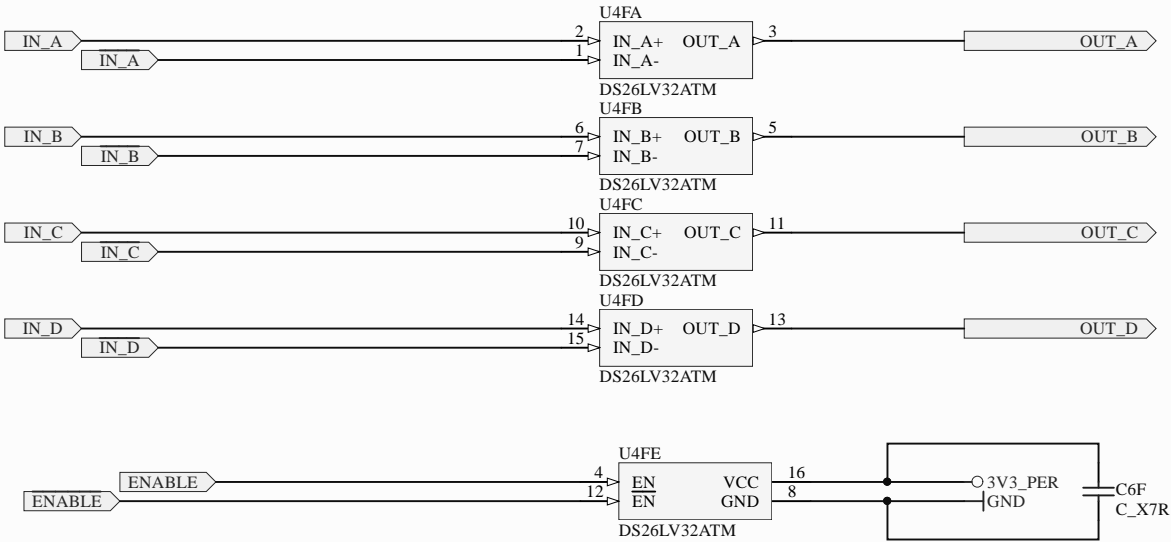 U4FA
IN_A 2 IN_A+ OUT_A 3 OUT_A
IN_A 1 IN_A-
DS26LV32ATM
U4FB
IN_B 6 IN_B+ OUT_B 5 OUT_B
IN_B 7 IN_B-
DS26LV32ATM
U4FC
IN_C 10 IN_C+ OUT_C 11 OUT_C
IN_C 9 IN_C-
DS26LV32ATM
U4FD
IN_D 14 IN_D+ OUT_D 13 OUT_D
IN_D 15 IN_D-
DS26LV32ATM
U4FE
ENABLE 4 EN VCC 16 3V3_PER C6F
ENABLE 12 EN GND 8 GND C_X7R
DS26LV32ATM